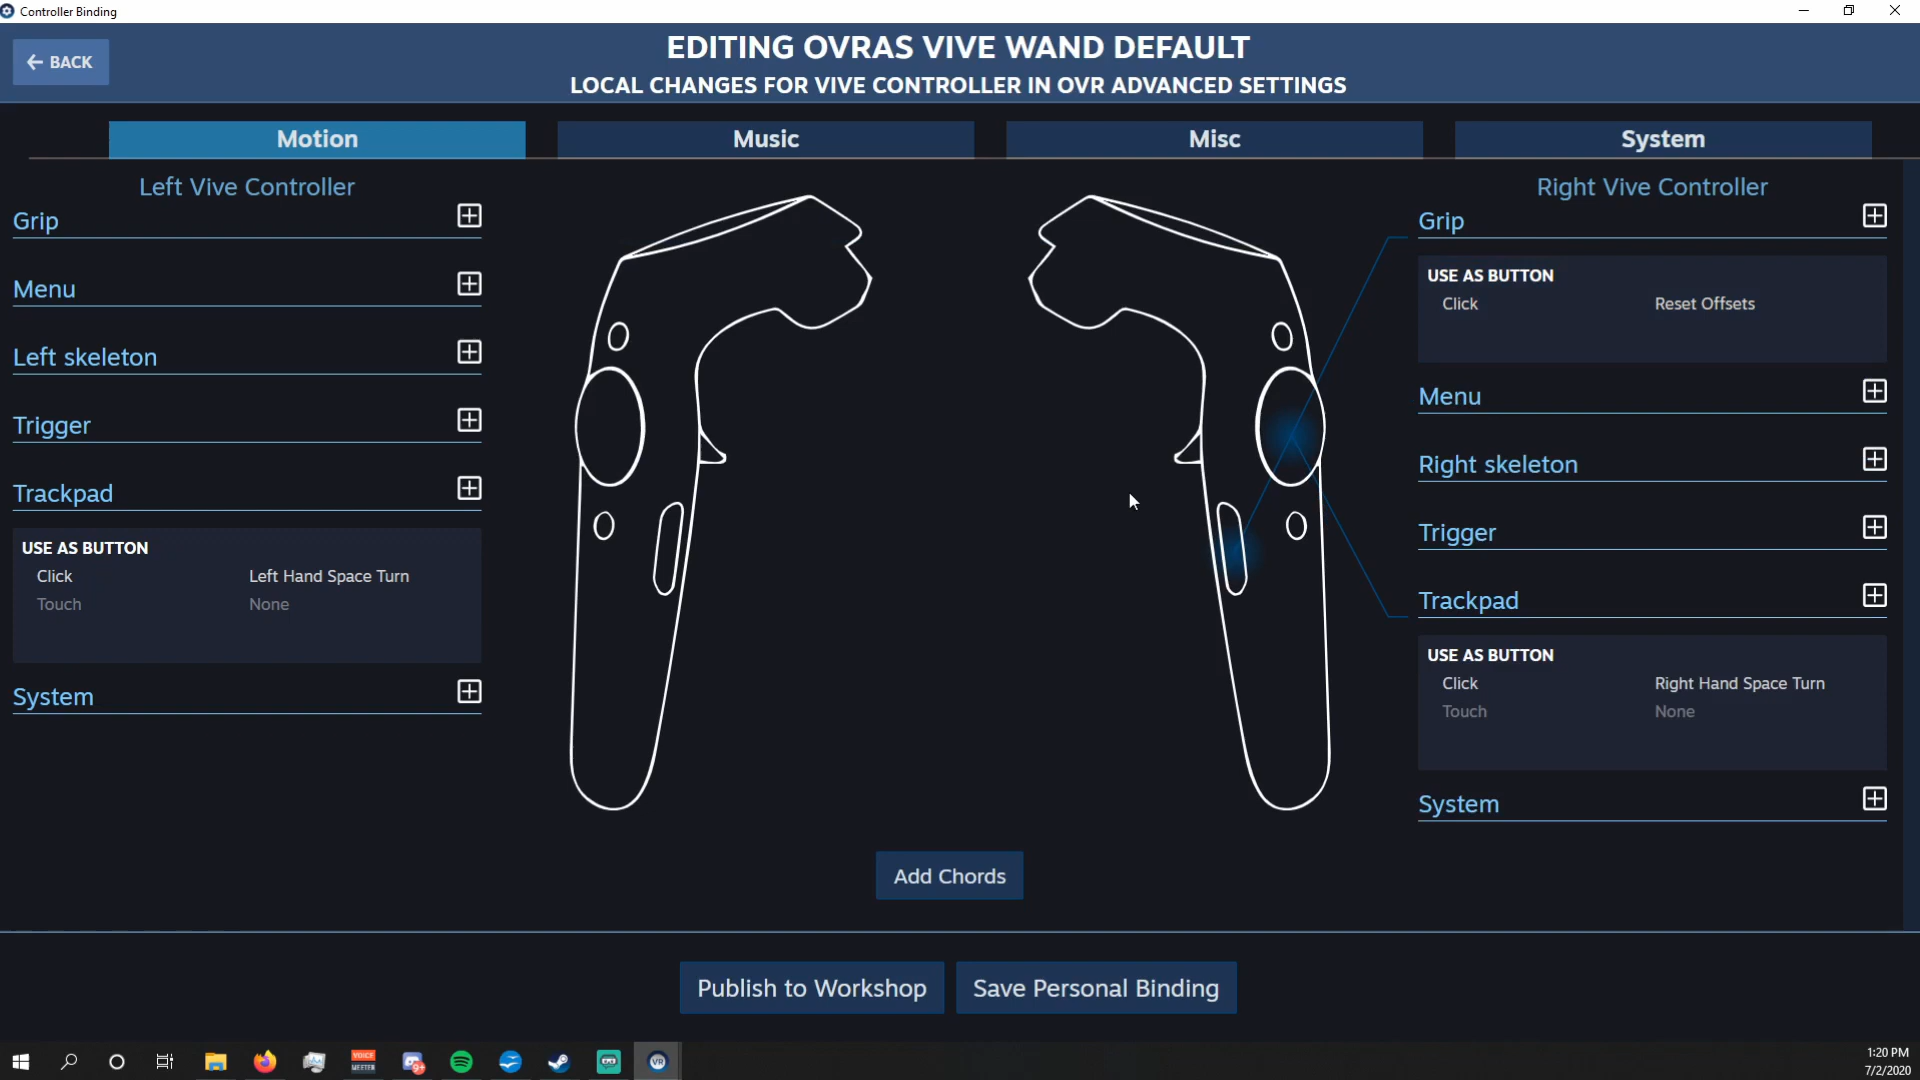 Controller Binding
BACK
EDITING OVRAS VIVE WAND DEFAULT
LOCAL CHANGES FOR VIVE CONTROLLER IN OVR ADVANCED SETTINGS
Motion
Music
Misc
System
Left Vive Controller
Grip
Menu
Left skeleton
Trigger
Trackpad
USE AS BUTTON
Click Left Hand Space Turn
Touch None
System
Right Vive Controller
Grip
USE AS BUTTON
Click Reset Offsets
Menu
Right skeleton
Trigger
Trackpad
USE AS BUTTON
Click Right Hand Space Turn
Touch None
System
Add Chords
Publish to Workshop
Save Personal Binding
VOICE
MEETER
9+
VR
1:20 PM
7/2/2020